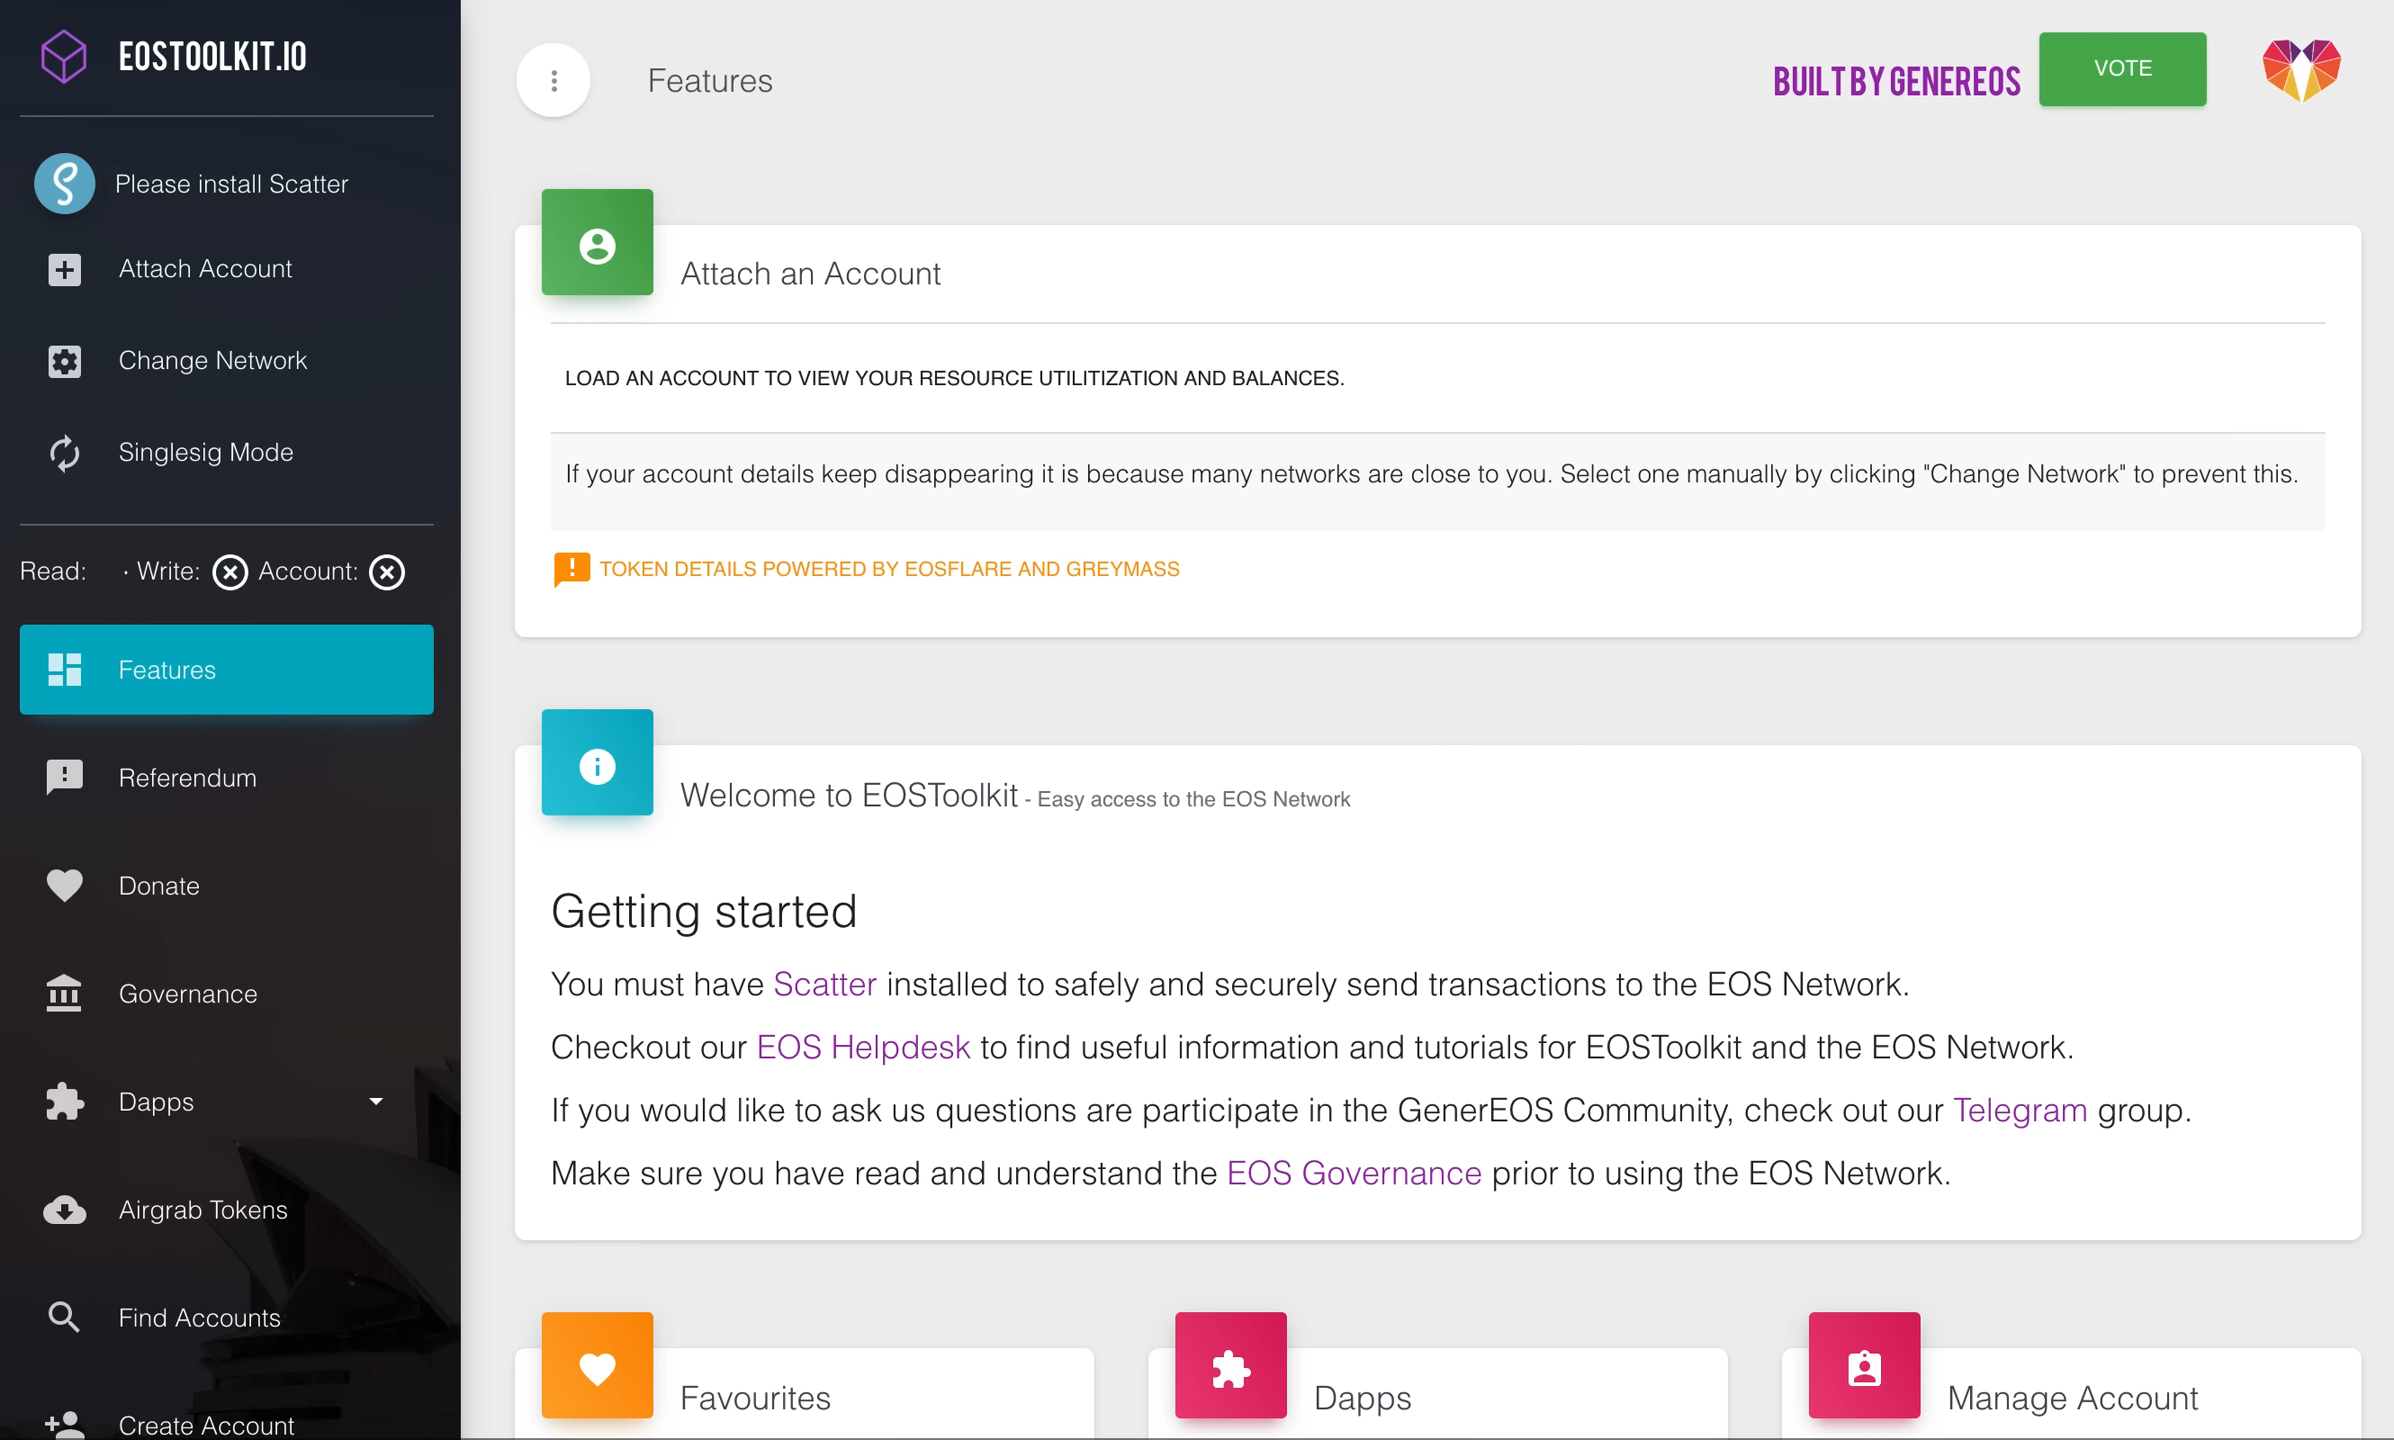 EOSTOOLKIT.IO
Please install Scatter
Attach Account
Change Network
Singlesig Mode
Read: · Write: Account:
Features
Referendum
Donate
Governance
Dapps
Airgrab Tokens
Find Accounts
Create Account
Features
BUILT BY GENEREOS
VOTE
Attach an Account
LOAD AN ACCOUNT TO VIEW YOUR RESOURCE UTILITIZATION AND BALANCES.
If your account details keep disappearing it is because many networks are close to you. Select one manually by clicking "Change Network" to prevent this.
TOKEN DETAILS POWERED BY EOSFLARE AND GREYMASS
Welcome to EOSToolkit - Easy access to the EOS Network
Getting started
You must have Scatter installed to safely and securely send transactions to the EOS Network.
Checkout our EOS Helpdesk to find useful information and tutorials for EOSToolkit and the EOS Network.
If you would like to ask us questions are participate in the GenerEOS Community, check out our Telegram group.
Make sure you have read and understand the EOS Governance prior to using the EOS Network.
Favourites
Dapps
Manage Account